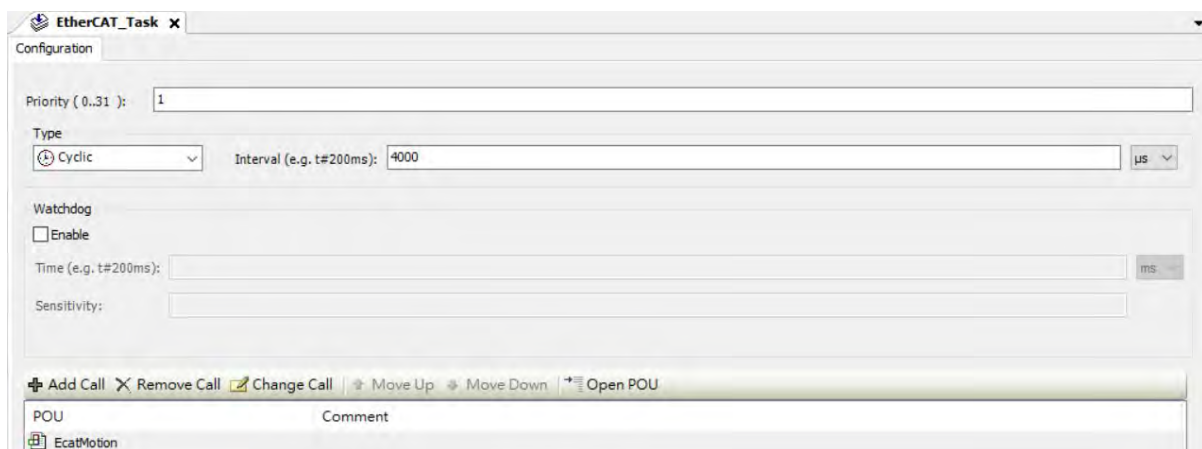 EtherCAT_Task X
Configuration
Priority ( 0..31 ): 1
Type
Cyclic Interval (e.g. t#200ms): 4000 µs
Watchdog
Enable
Time (e.g. t#200ms): ms
Sensitivity:
Add Call Remove Call Change Call Move Up Move Down Open POU
POU Comment
EcatMotion